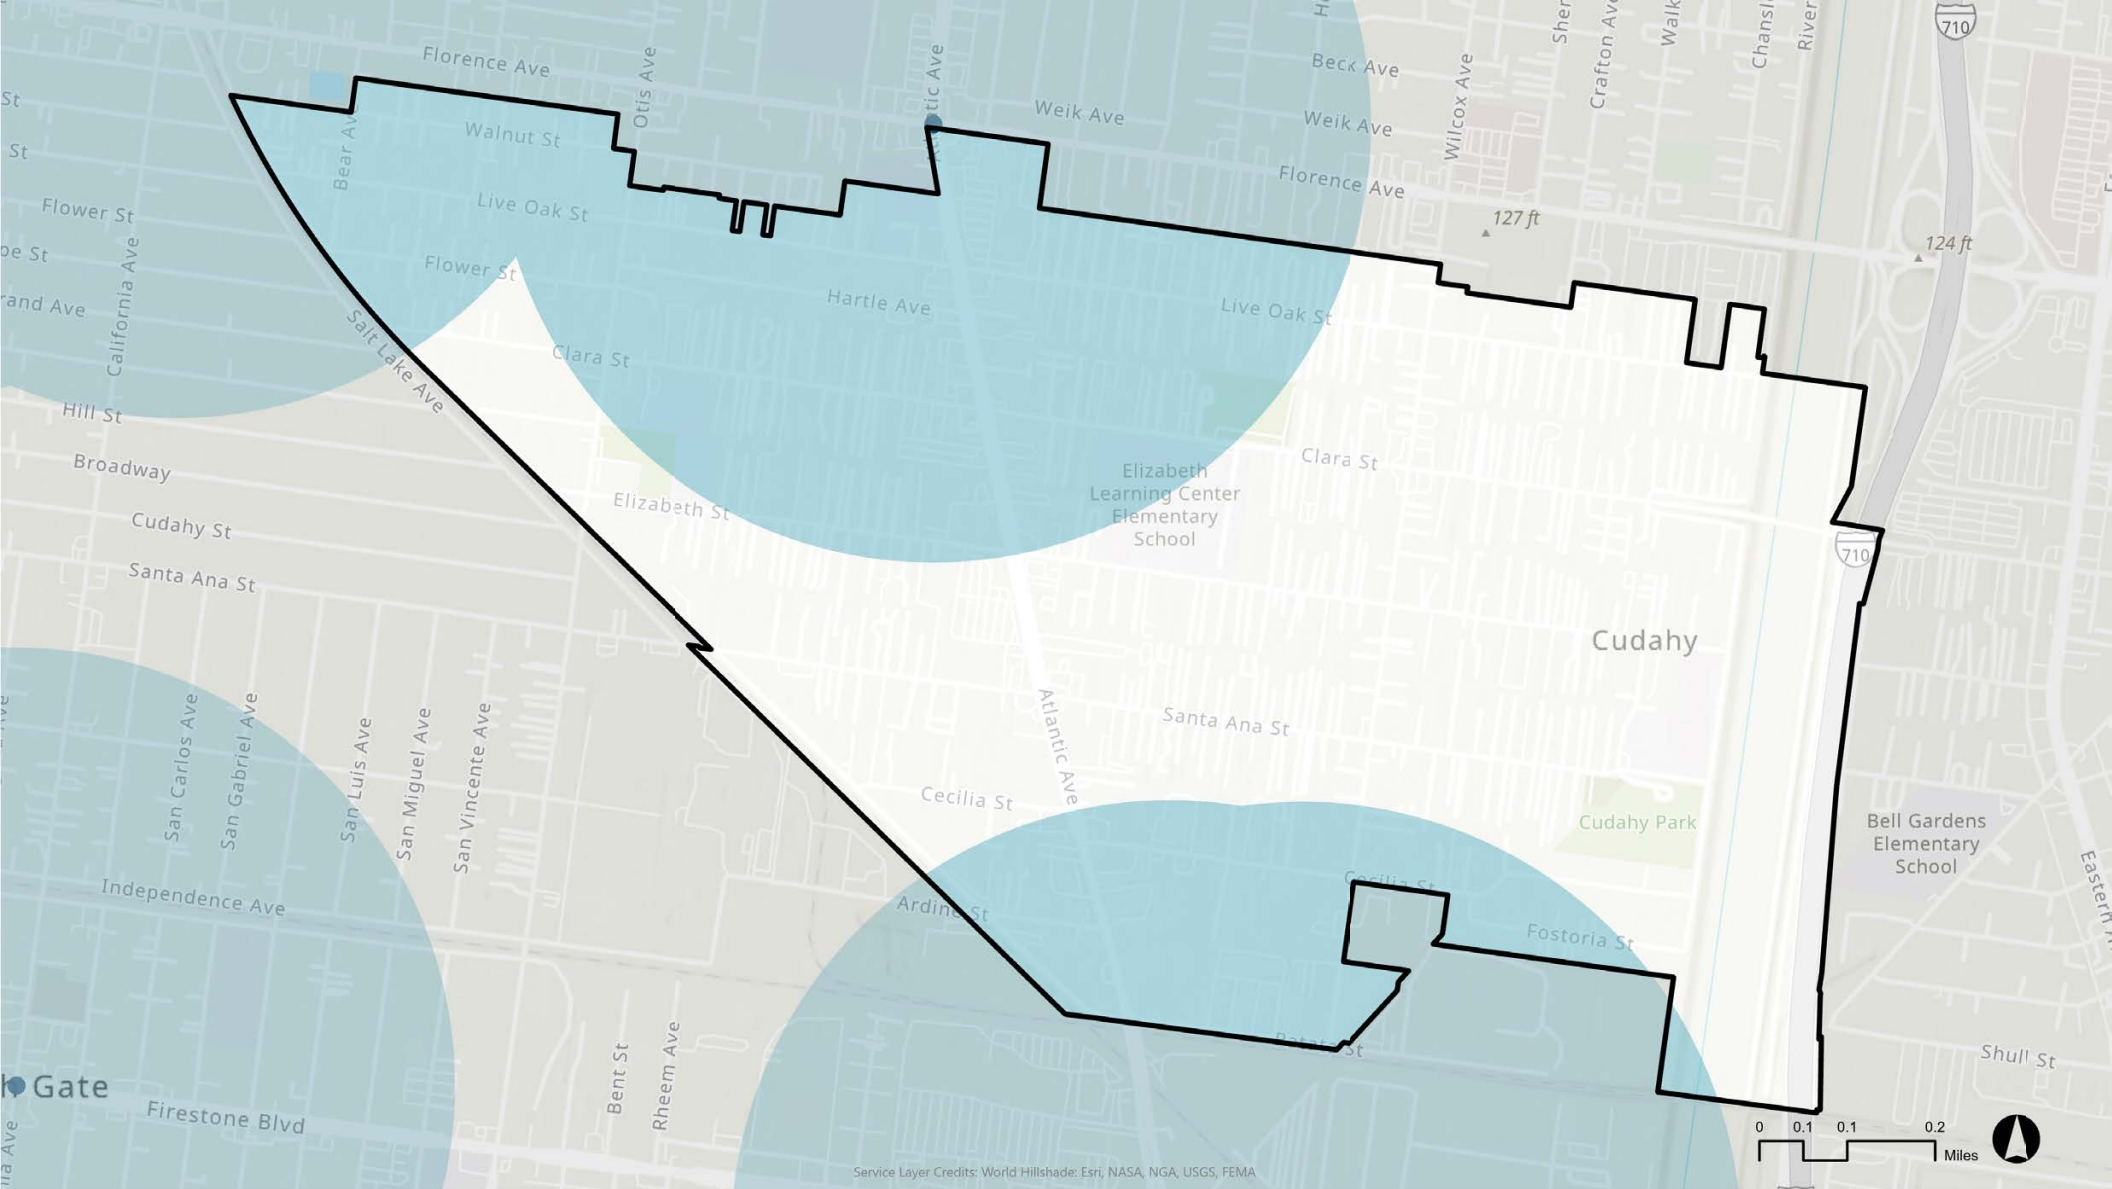 710
Florence Ave
Otis Ave
Beck Ave
Wilcox Ave
Crafton Ave
Weik Ave
Weik Ave
St
Walnut St
Bear Av
St
Florence Ave
Flower St
Live Oak St
127 ft
124 ft
California Ave
Flower St
Hartle Ave
Live Oak St
Salt Lake Ave
Clara St
Hill St
Broadway
Clara St
Elizabeth
Learning Center
Elementary
School
Elizabeth St
Cudahy St
710
Santa Ana St
Cudahy
San Carlos Ave
San Gabriel Ave
San Luis Ave
San Miguel Ave
San Vincente Ave
Atlantic Ave
Santa Ana St
Cecilia St
Cudahy Park
Bell Gardens
Elementary
School
Cecilia St
Independence Ave
Ardine St
Fostoria St
Bent St
Rheem Ave
Patata St
Shull St
Gate
Firestone Blvd
0 0.1 0.1 0.2
Miles
Service Layer Credits: World Hillshade: Esri, NASA, NGA, USGS, FEMA